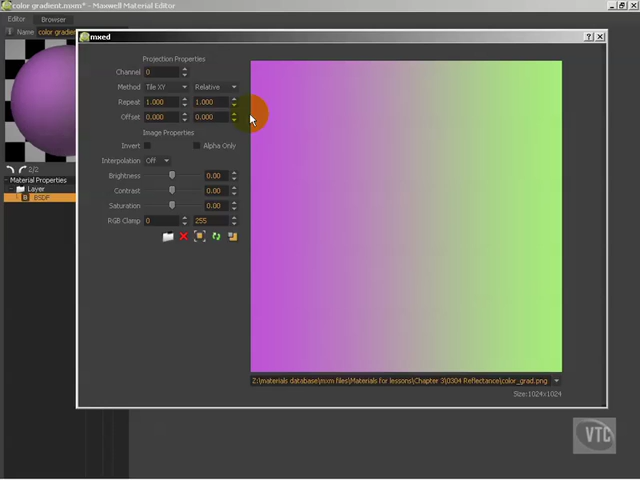 color gradient.mxm* - Maxwell Material Editor
Editor Browser
Name color gradient
mxed
Projection Properties
Channel 0
Method Tile XY Relative
Repeat 1.000 1.000
Offset 0.000 0.000
Image Properties
Invert Alpha Only
Interpolation Off
Brightness 0.00
Contrast 0.00
Saturation 0.00
RGB Clamp 0 255
2/2
Material Properties
Layer
BSDF
Z:\materials database\mxm files\Materials for lessons\Chapter 3\0304 Reflectance\color_grad.png
Size:1024x1024
VTC